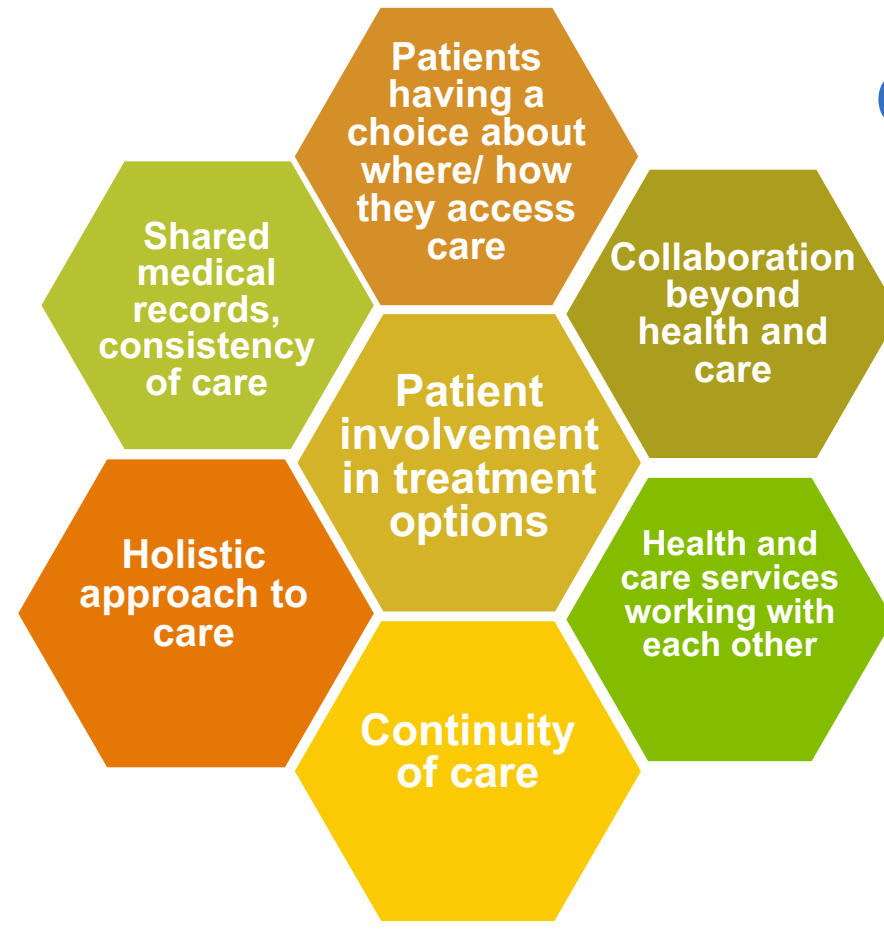 Patients
having a
choice about
where/ how
they access
care
Shared
medical
records,
consistency
of care
Collaboration
beyond
health and
care
Patient
involvement
in treatment
options
Holistic
approach to
care
Health and
care services
working with
each other
Continuity
of care